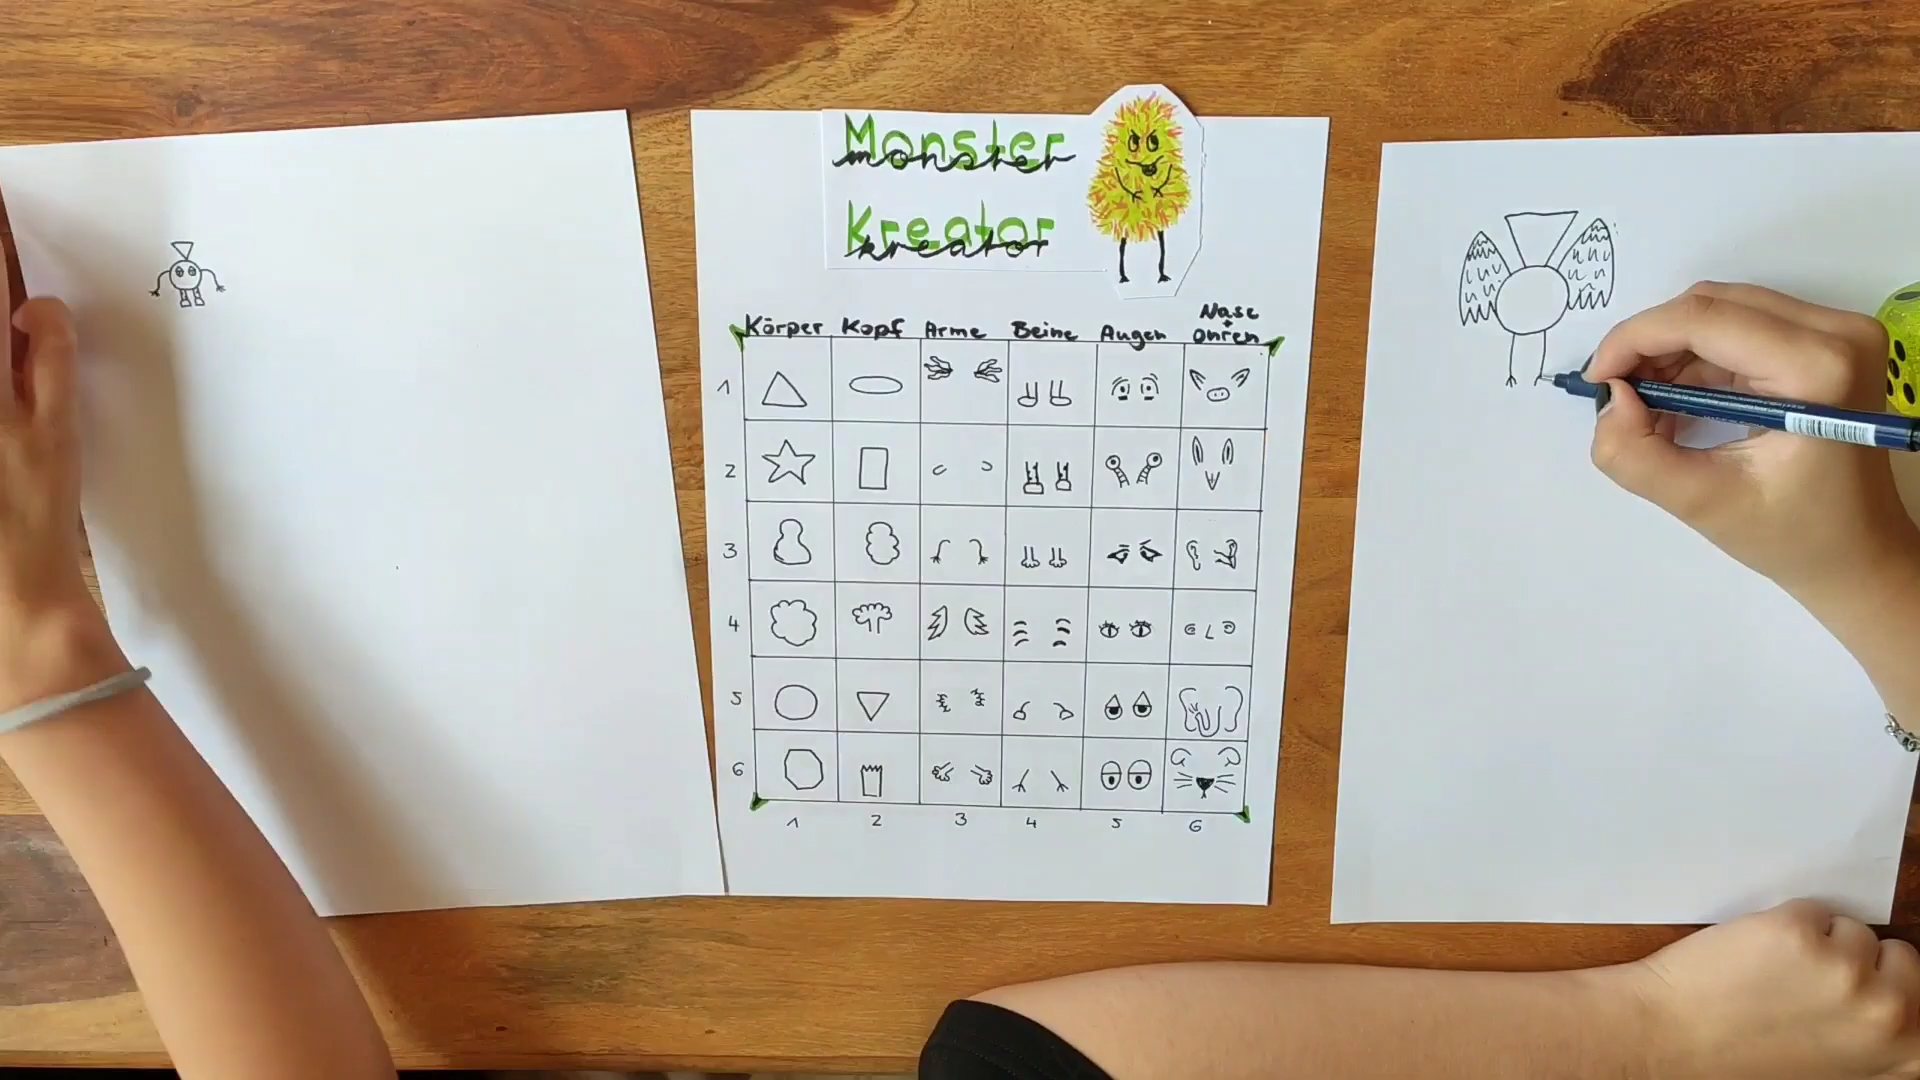 Monster
monster
Kreator
kreator
Körper Kopf Arme Beine Augen Nase + Ohren
1
2
3
4
5
6
1 2 3 4 5 6